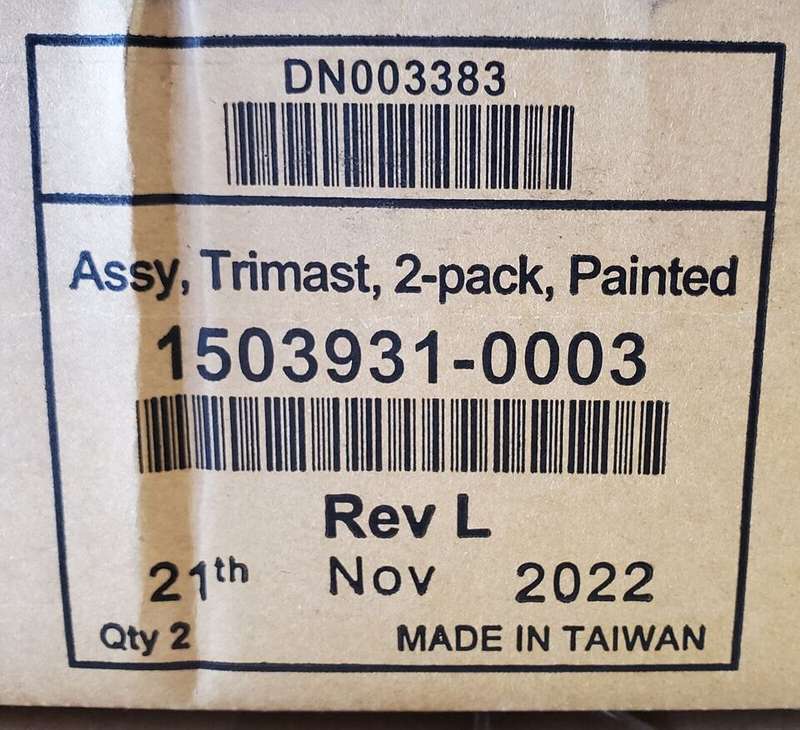 DN003383
Assy, Trimast, 2-pack, Painted
1503931-0003
Rev L
21th Nov 2022
Qty 2 MADE IN TAIWAN